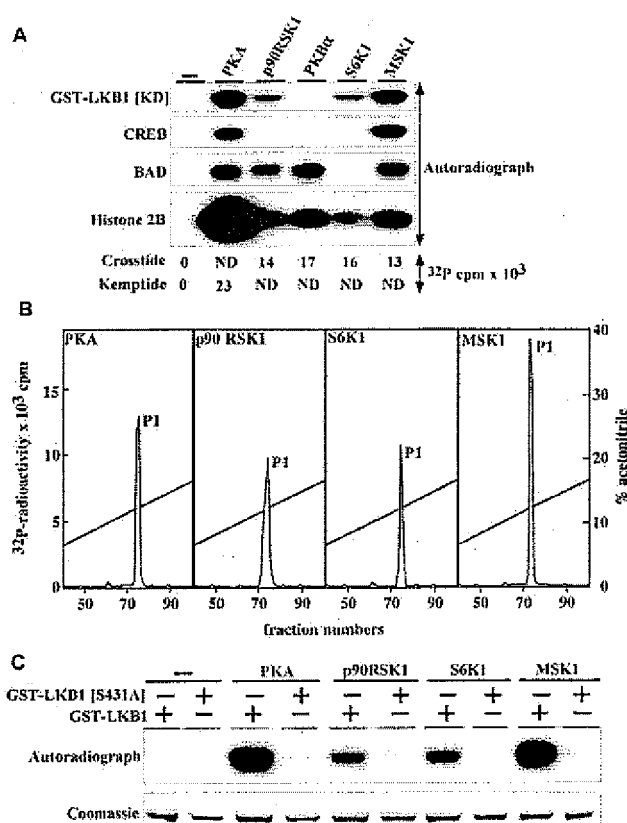 A
— PKA p90RSK1 PKBα S6K1 MSK1
GST-LKB1 [KD]
CREB
BAD
Autoradiograph
Histone 2B
Crosstide 0 ND 14 17 16 13
Kemptide 0 23 ND ND ND ND
32P cpm x 10^3
B
PKA p90 RSK1 S6K1 MSK1
P1 P1 P1 P1
32P-radioactivity x 10^3 cpm
15
10
5
0
% acetonitrile
40
30
20
10
0
50 70 90 50 70 90 50 70 90 50 70 90
fraction numbers
C
— PKA p90RSK1 S6K1 MSK1
GST-LKB1 [S431A] − + − + − + − + − +
GST-LKB1 + − + − + − + − + −
Autoradiograph
Coomassie